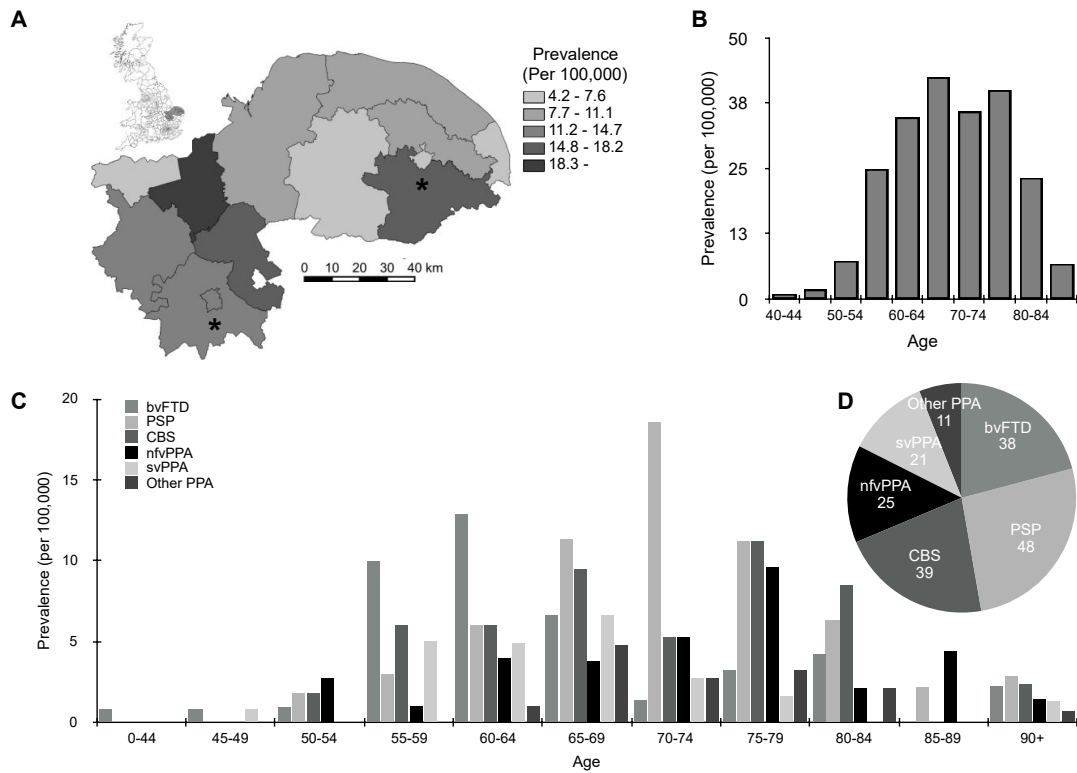 A
Prevalence
(Per 100,000)
4.2 - 7.6
7.7 - 11.1
11.2 - 14.7
14.8 - 18.2
18.3 -
*
*
0 10 20 30 40 km
B
Prevalence (per 100,000)
50
38
25
13
0
40-44 50-54 60-64 70-74 80-84
Age
C
Prevalence (per 100,000)
20
15
10
5
0
bvFTD
PSP
CBS
nfvPPA
svPPA
Other PPA
0-44 45-49 50-54 55-59 60-64 65-69 70-74 75-79 80-84 85-89 90+
Age
D
Other PPA
11
bvFTD
38
svPPA
21
nfvPPA
25
PSP
48
CBS
39